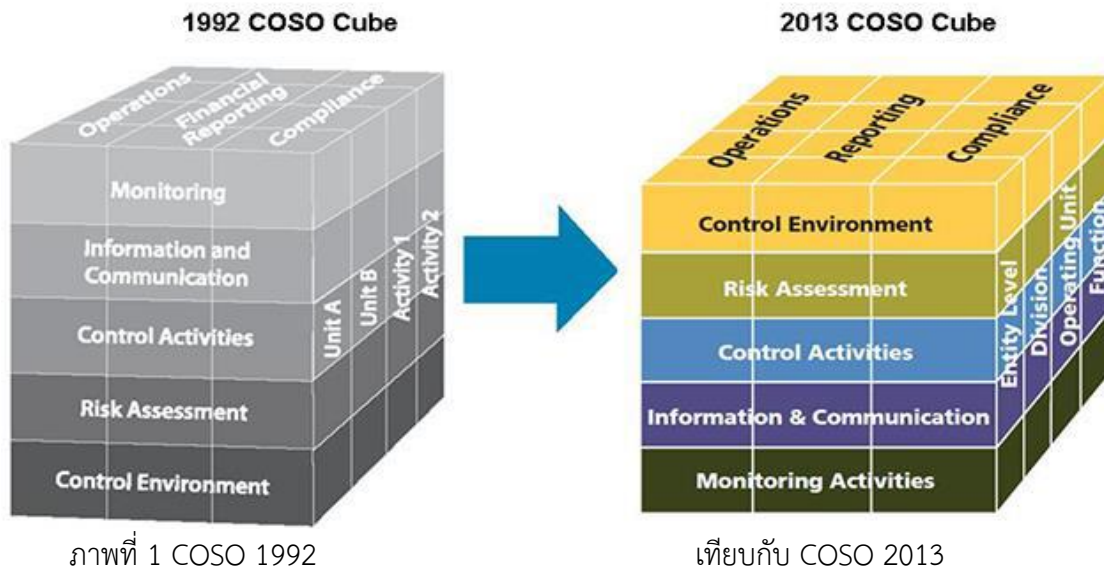 1992 COSO Cube
Operations
Financial
Reporting
Compliance
Monitoring
Information and
Communication
Control Activities
Risk Assessment
Control Environment
Unit A
Unit B
Activity 1
Activity 2
2013 COSO Cube
Operations
Reporting
Compliance
Control Environment
Risk Assessment
Control Activities
Information & Communication
Monitoring Activities
Entity Level
Division
Operating Unit
Function
ภาพที่ 1 COSO 1992
เทียบกับ COSO 2013